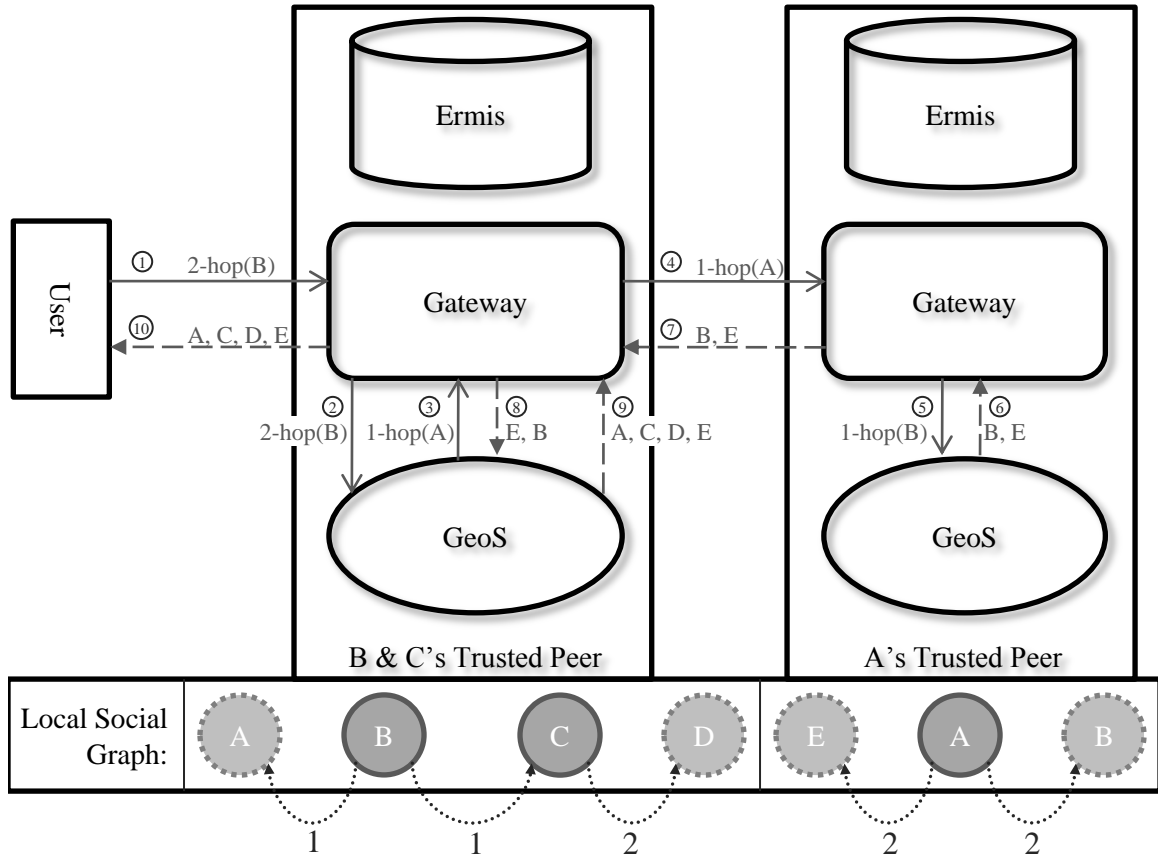 Ermis
Ermis
① 2-hop(B)
④ 1-hop(A)
User
Gateway
Gateway
⑩ A, C, D, E
⑦ B, E
② 2-hop(B)
③ 1-hop(A)
⑧ E, B
⑨ A, C, D, E
⑤ 1-hop(B)
⑥ B, E
GeoS
GeoS
B & C's Trusted Peer
A's Trusted Peer
Local Social
Graph:
A B C D E A B
1 1 2 2 2